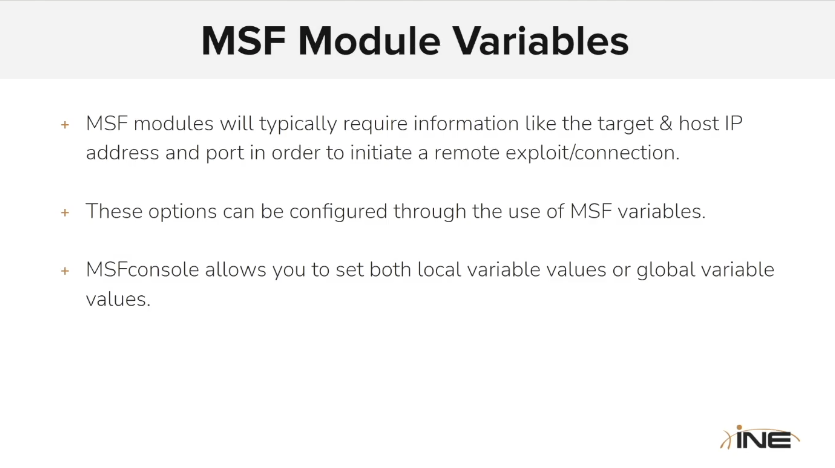 MSF Module Variables
+ MSF modules will typically require information like the target & host IP
address and port in order to initiate a remote exploit/connection.
+ These options can be configured through the use of MSF variables.
+ MSFconsole allows you to set both local variable values or global variable
values.
iNE